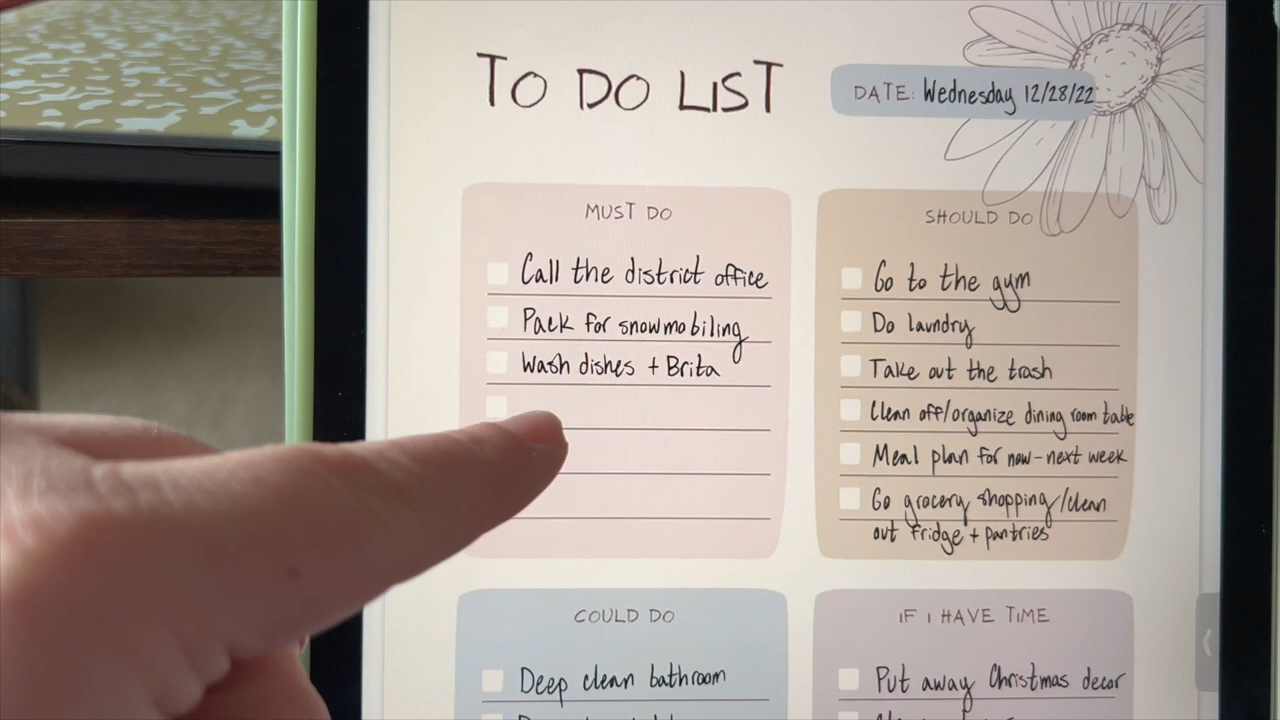 TO DO LIST
DATE: Wednesday 12/28/22
MUST DO
Call the district office
Pack for snowmobiling
Wash dishes + Brita
SHOULD DO
Go to the gym
Do laundry
Take out the trash
Clean off/organize dining room table
Meal plan for now-next week
Go grocery shopping/clean
out fridge + pantries
COULD DO
Deep clean bathroom
IF I HAVE TIME
Put away Christmas decor